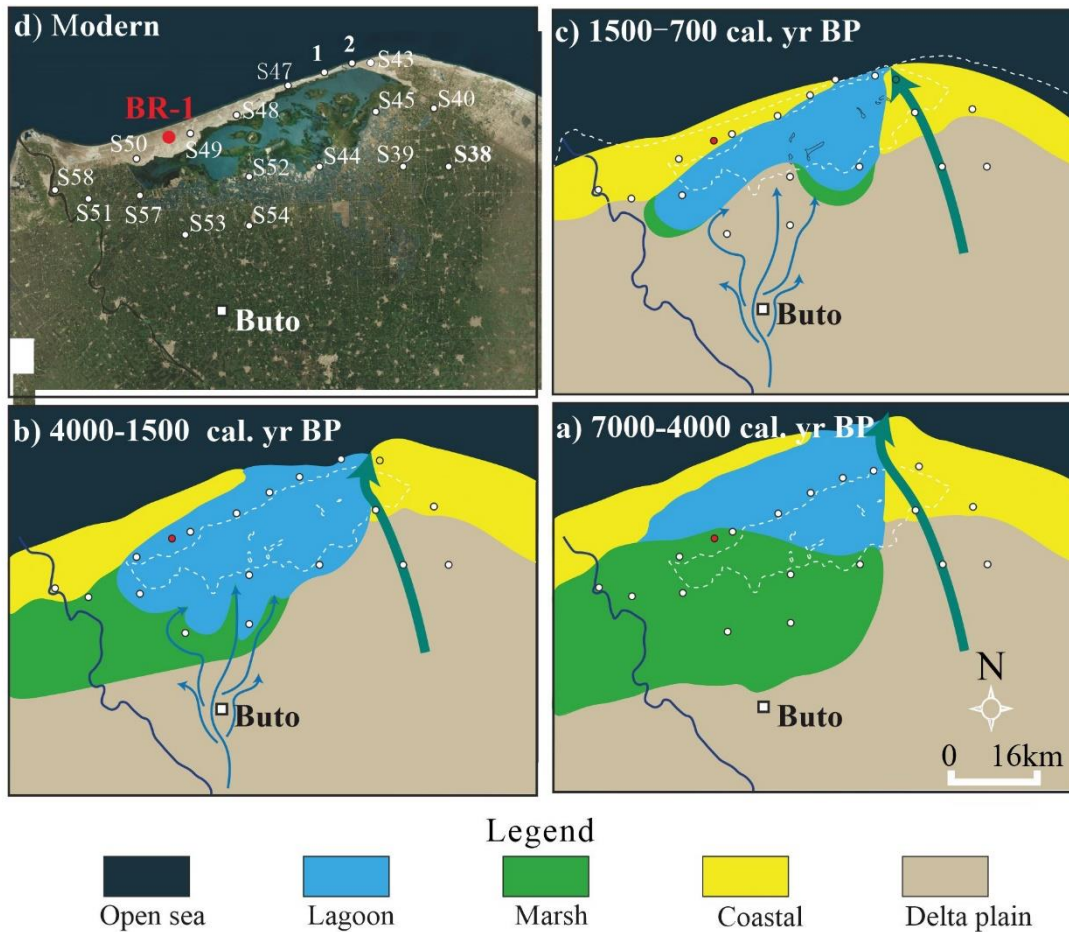 d) Modern
1
2
S43
S47
S40
S45
BR-1
S48
S50
S49
S44
S39
S38
S52
S58
S51
S57
S53
S54
Buto
c) 1500-700 cal. yr BP
Buto
b) 4000-1500 cal. yr BP
Buto
a) 7000-4000 cal. yr BP
Buto
N
0 16km
Legend
Open sea
Lagoon
Marsh
Coastal
Delta plain